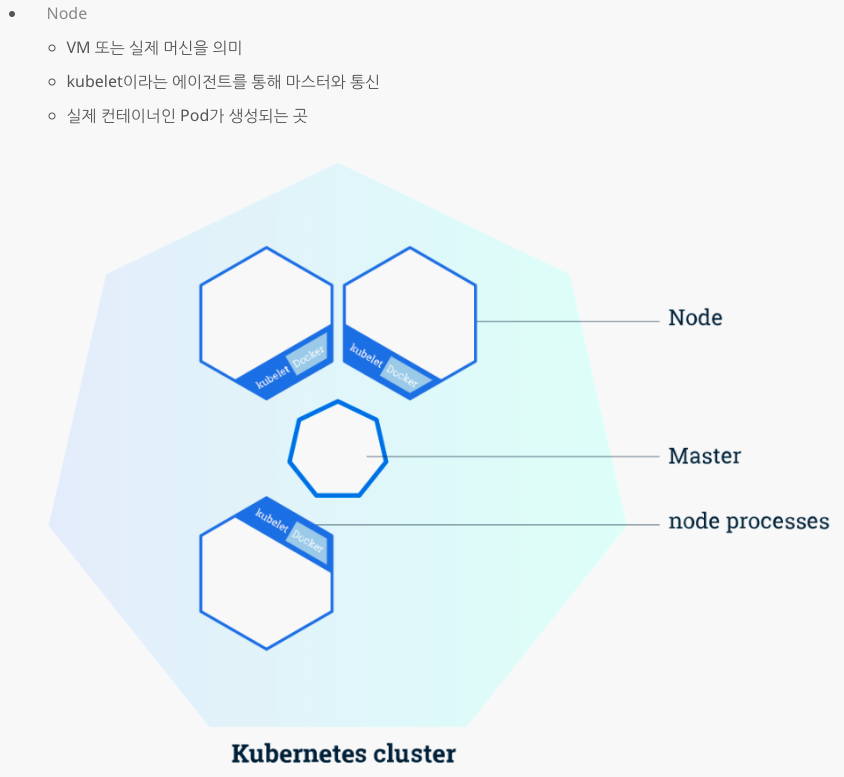 Node
VM 또는 실제 머신을 의미
kubelet이라는 에이전트를 통해 마스터와 통신
실제 컨테이너인 Pod가 생성되는 곳
Node
kubelet Docker
kubelet Docker
Master
node processes
kubelet Docker
Kubernetes cluster